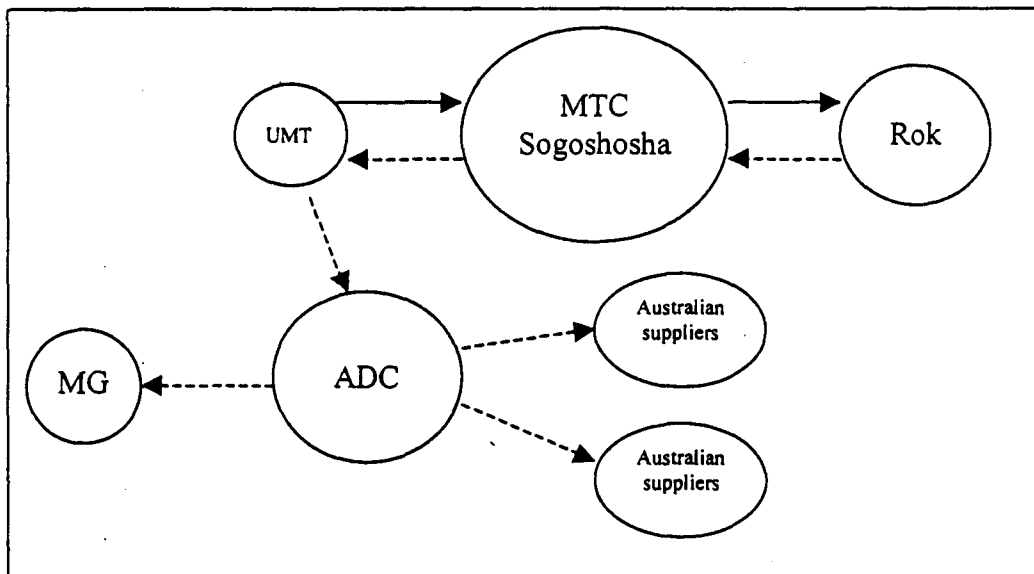 UMT
MTC
Sogoshosha
Rok
Australian
suppliers
MG
ADC
Australian
suppliers